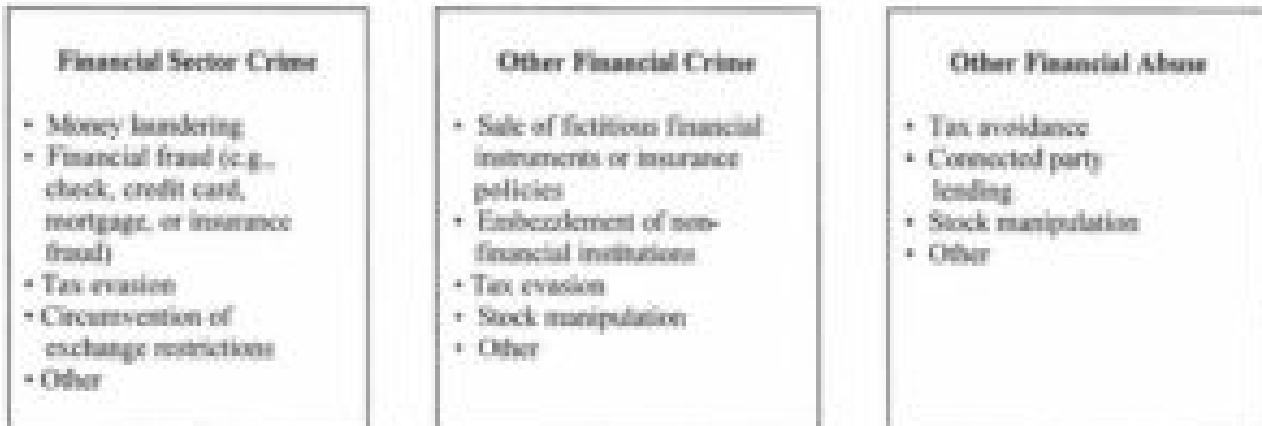 Financial Sector Crime
• Money laundering
• Financial fraud (e.g.,
check, credit card,
mortgage, or insurance
fraud)
• Tax evasion
• Circumvention of
exchange restrictions
• Other
Other Financial Crime
• Sale of fictitious financial
instruments or insurance
policies
• Embezzlement of non-
financial institutions
• Tax evasion
• Stock manipulation
• Other
Other Financial Abuse
• Tax avoidance
• Connected party
lending
• Stock manipulation
• Other